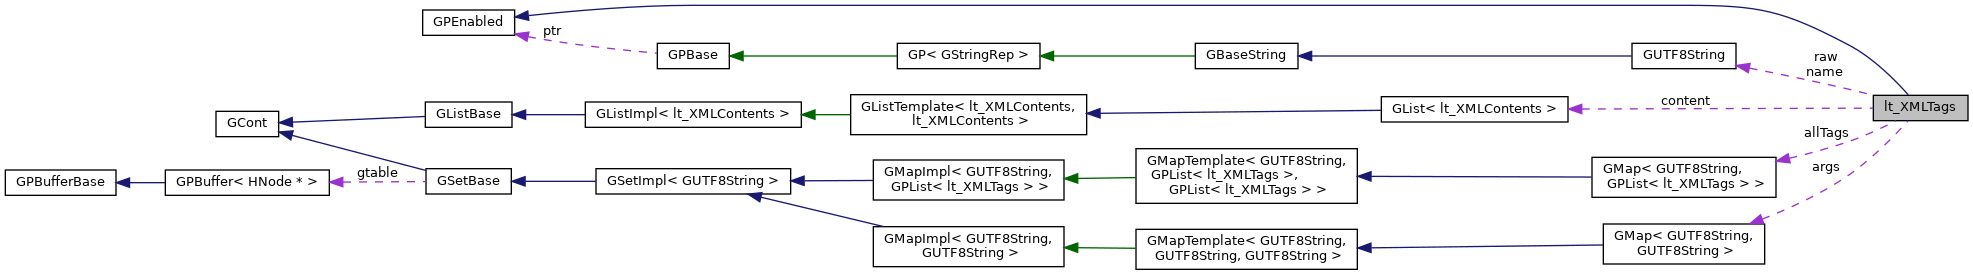 GPEnabled
ptr
GPBase
GP< GStringRep >
GBaseString
GUTF8String
raw
name
lt_XMLTags
GCont
GListBase
GListImpl< lt_XMLContents >
GListTemplate< lt_XMLContents,
lt_XMLContents >
GList< lt_XMLContents >
content
allTags
args
GPBufferBase
GPBuffer< HNode * >
gtable
GSetBase
GSetImpl< GUTF8String >
GMapImpl< GUTF8String,
GPList< lt_XMLTags > >
GMapTemplate< GUTF8String,
GPList< lt_XMLTags >,
GPList< lt_XMLTags > >
GMap< GUTF8String,
GPList< lt_XMLTags > >
GMapImpl< GUTF8String,
GUTF8String >
GMapTemplate< GUTF8String,
GUTF8String, GUTF8String >
GMap< GUTF8String,
GUTF8String >